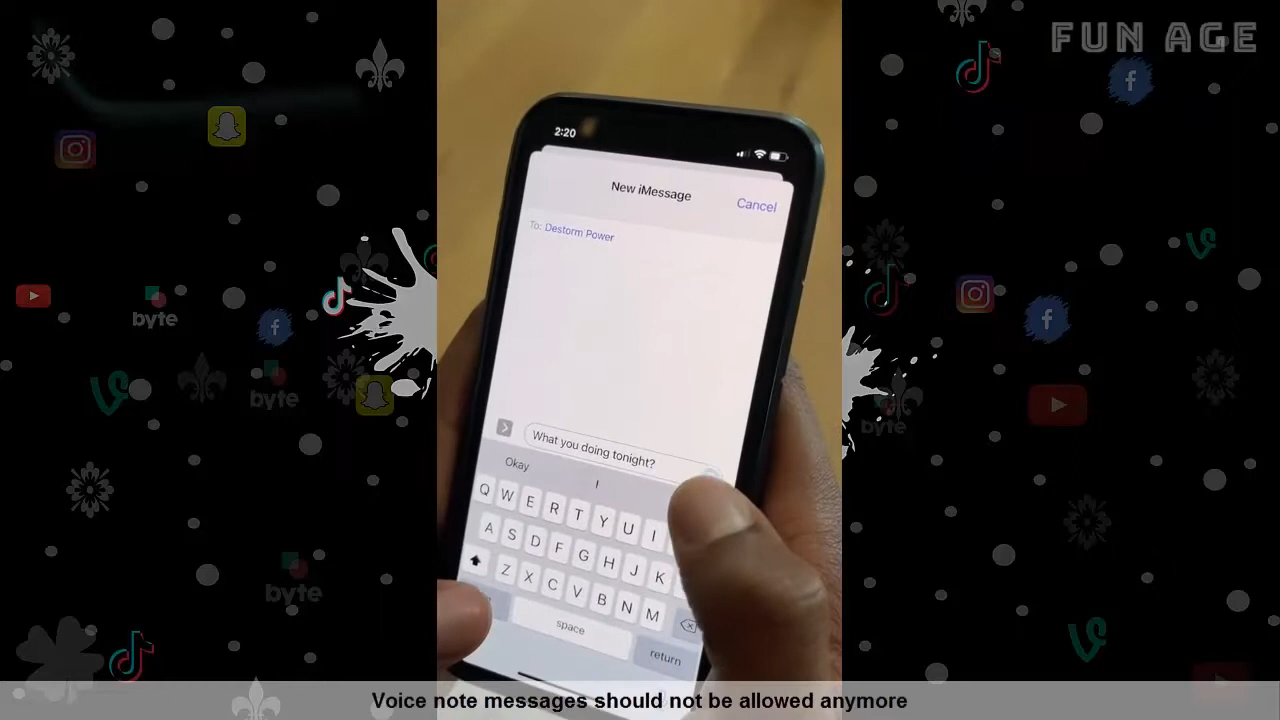 FUN AGE
2:20
New iMessage
Cancel
To: Destorm Power
What you doing tonight?
Okay
I
Q W E R T Y U I
A S D F G H J K
Z X C V B N M
space
return
byte
byte
byte
byte
Voice note messages should not be allowed anymore